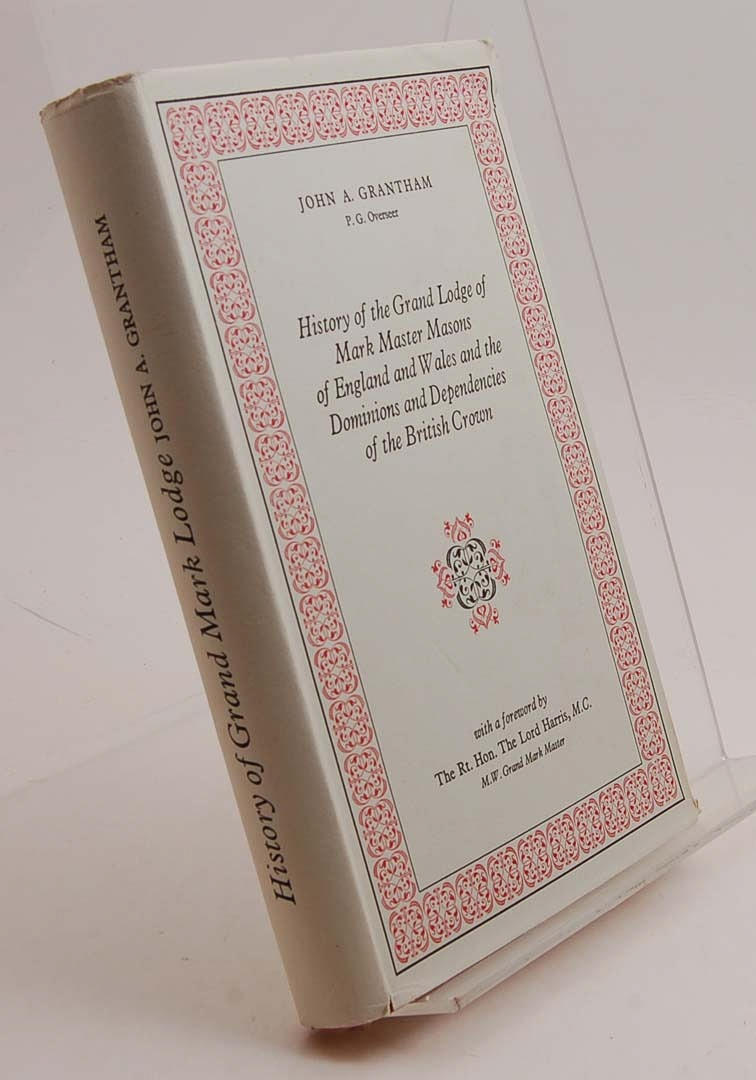 JOHN A. GRANTHAM
P. G. Overseer
History of the Grand Lodge of
Mark Master Masons
of England and Wales and the
Dominions and Dependencies
of the British Crown
with a foreword by
The Rt. Hon. The Lord Harris, M.C.
M.W. Grand Mark Master
History of Grand Mark Lodge JOHN A. GRANTHAM